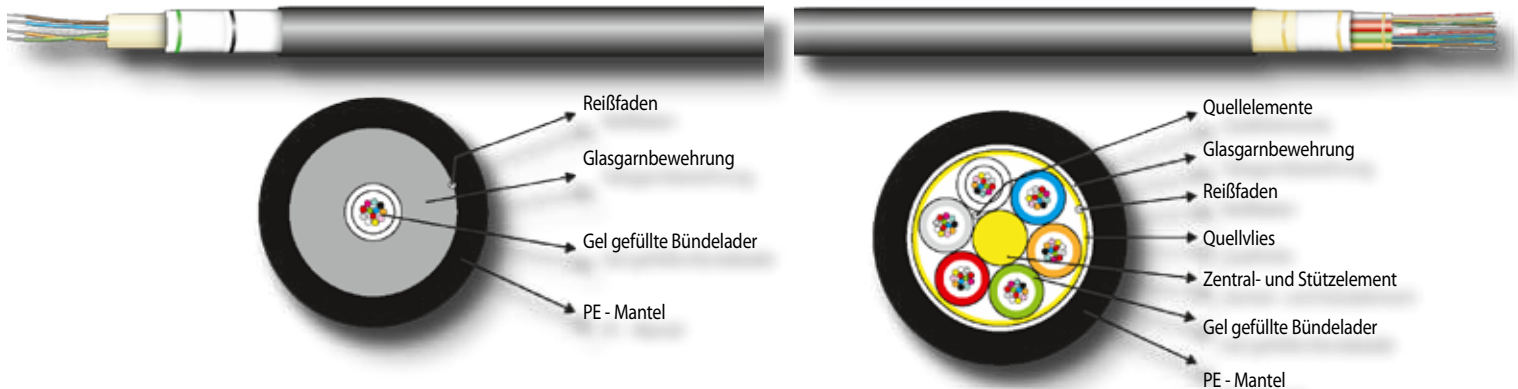 Reißfaden
Glasgarnbewehrung
Gel gefüllte Bündelader
PE - Mantel
Quellelemente
Glasgarnbewehrung
Reißfaden
Quellvlies
Zentral- und Stützelement
Gel gefüllte Bündelader
PE - Mantel